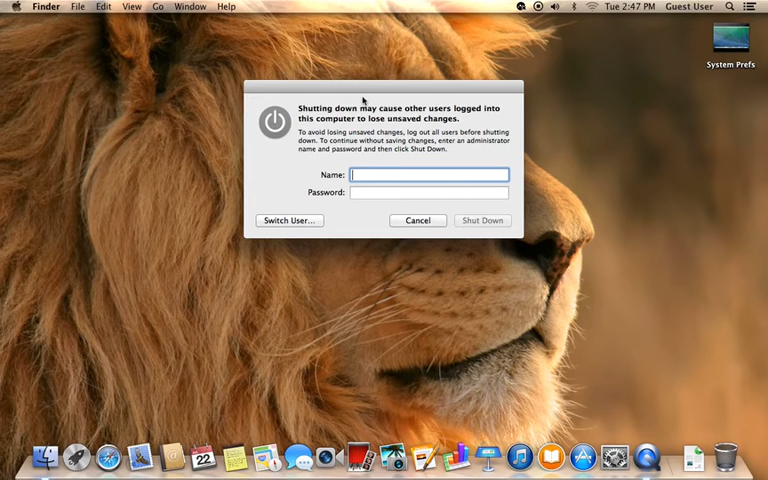 Finder File Edit View Go Window Help Tue 2:47 PM Guest User
System Prefs
Shutting down may cause other users logged into
this computer to lose unsaved changes.
To avoid losing unsaved changes, log out all users before shutting
down. To continue without saving changes, enter an administrator
name and password and then click Shut Down.
Name:
Password:
Switch User... Cancel Shut Down
22